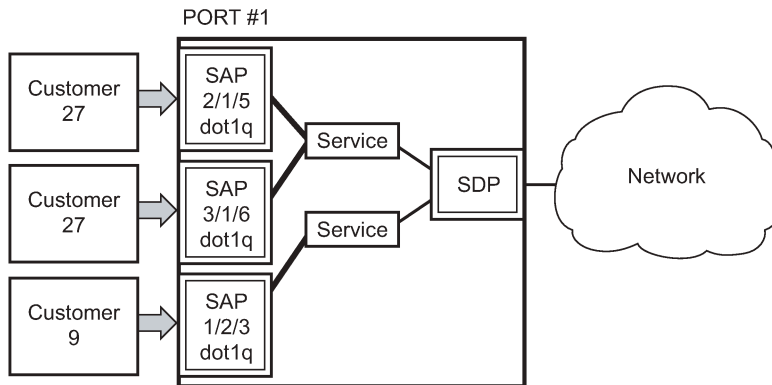 PORT #1
Customer
27
SAP
2/1/5
dot1q
Customer
27
SAP
3/1/6
dot1q
Customer
9
SAP
1/2/3
dot1q
Service
Service
SDP
Network